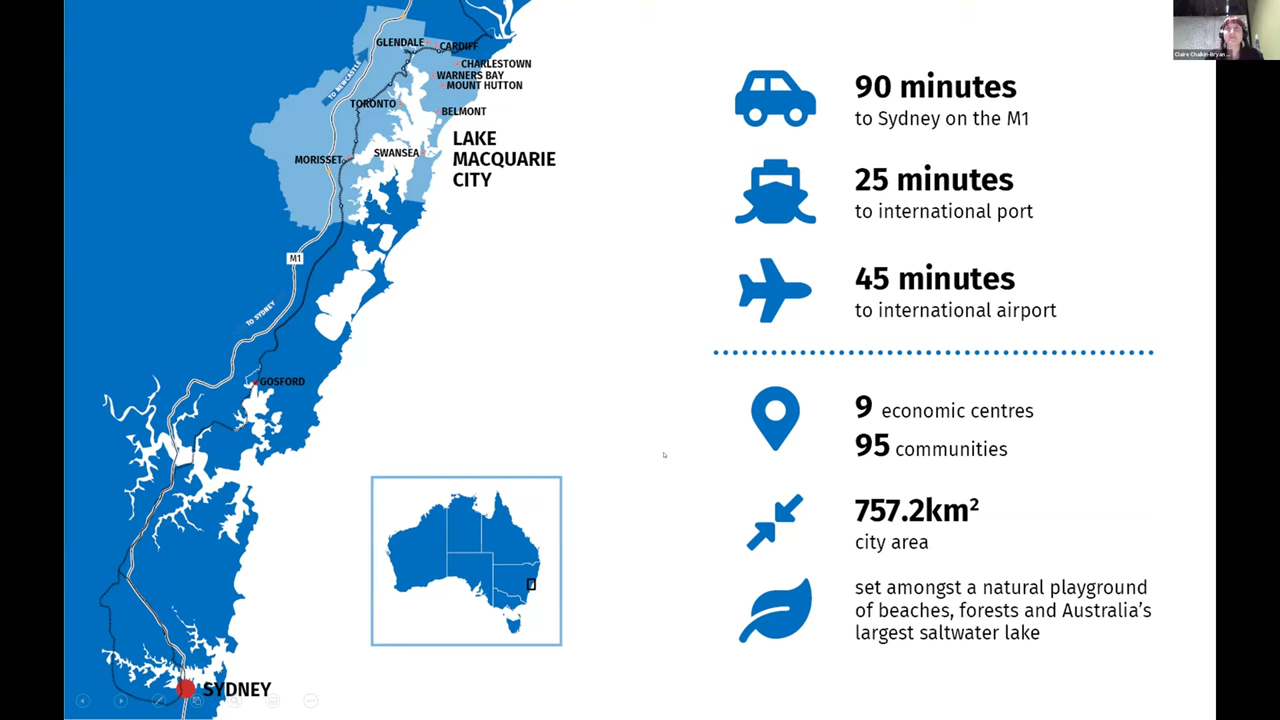 TO NEWCASTLE
GLENDALE
CARDIFF
CHARLESTOWN
WARNERS BAY
MOUNT HUTTON
TORONTO
BELMONT
LAKE
MACQUARIE
CITY
SWANSEA
MORISSET
M1
TO SYDNEY
GOSFORD
SYDNEY
90 minutes
to Sydney on the M1
25 minutes
to international port
45 minutes
to international airport
9 economic centres
95 communities
757.2km²
city area
set amongst a natural playground
of beaches, forests and Australia’s
largest saltwater lake
Claire Chaikin-Bryan ...